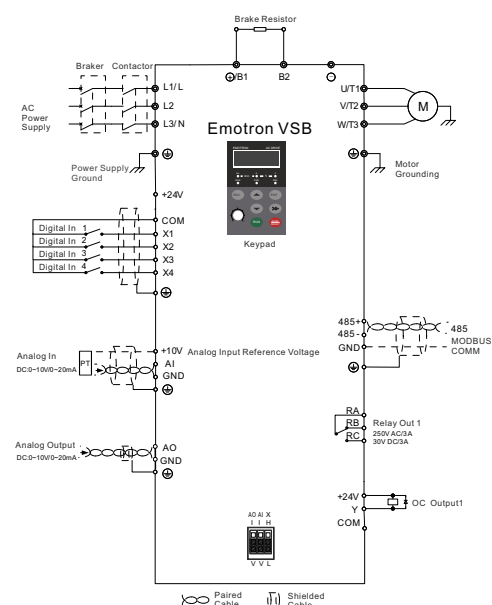 Brake Resistor
Braker Contactor
⊕/B1 B2 ⊖
L1/L
L2
L3/N
AC
Power
Supply
U/T1
V/T2
W/T3
M
Emotron VSB
Power Supply
Ground
Motor
Grounding
Keypad
+24V
COM
Digital In 1 X1
Digital In 2 X2
Digital In 3 X3
Digital In 4 X4
485+
485-
GND
485
MODBUS
COMM
+10V Analog Input Reference Voltage
Analog In
DC:0~10V/0~20mA
PT
AI
GND
RA
RB
RC
Relay Out 1
250V AC/3A
30V DC/3A
Analog Output
DC:0~10V/0~20mA
AO
GND
+24V
Y
COM
OC Output1
AO AI X
I I H
V V L
Paired
Cable
Shielded
Cable